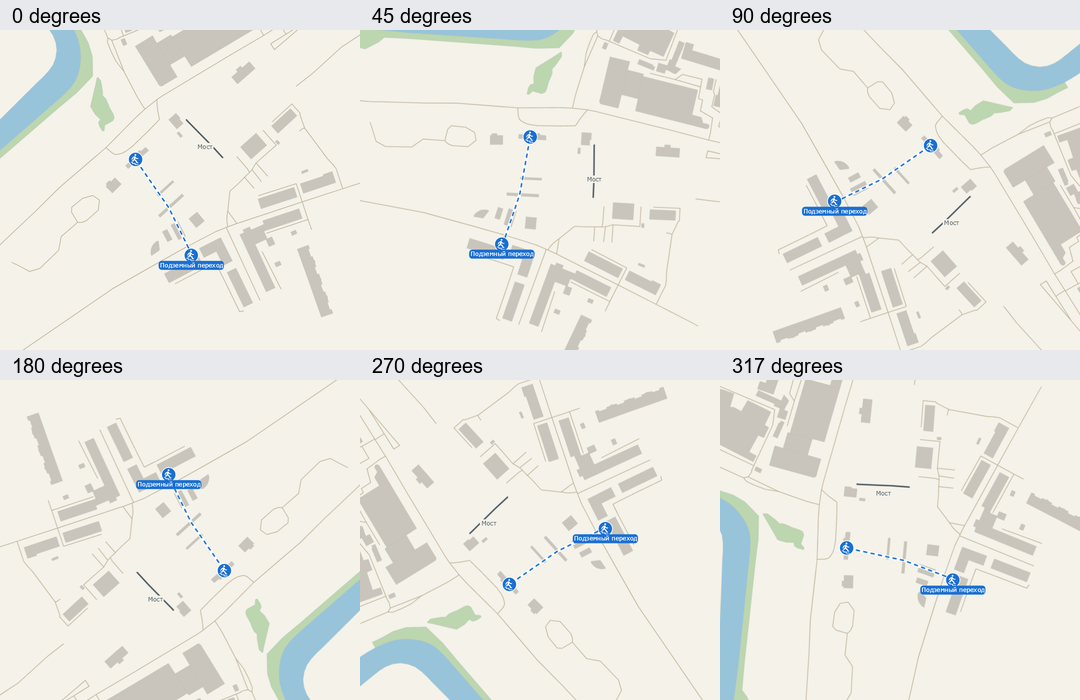 0 degrees
45 degrees
90 degrees
Мост
Подземный переход
Мост
Подземный переход
Подземный переход
Мост
180 degrees
270 degrees
317 degrees
Подземный переход
Мост
Мост
Подземный переход
Мост
Подземный переход